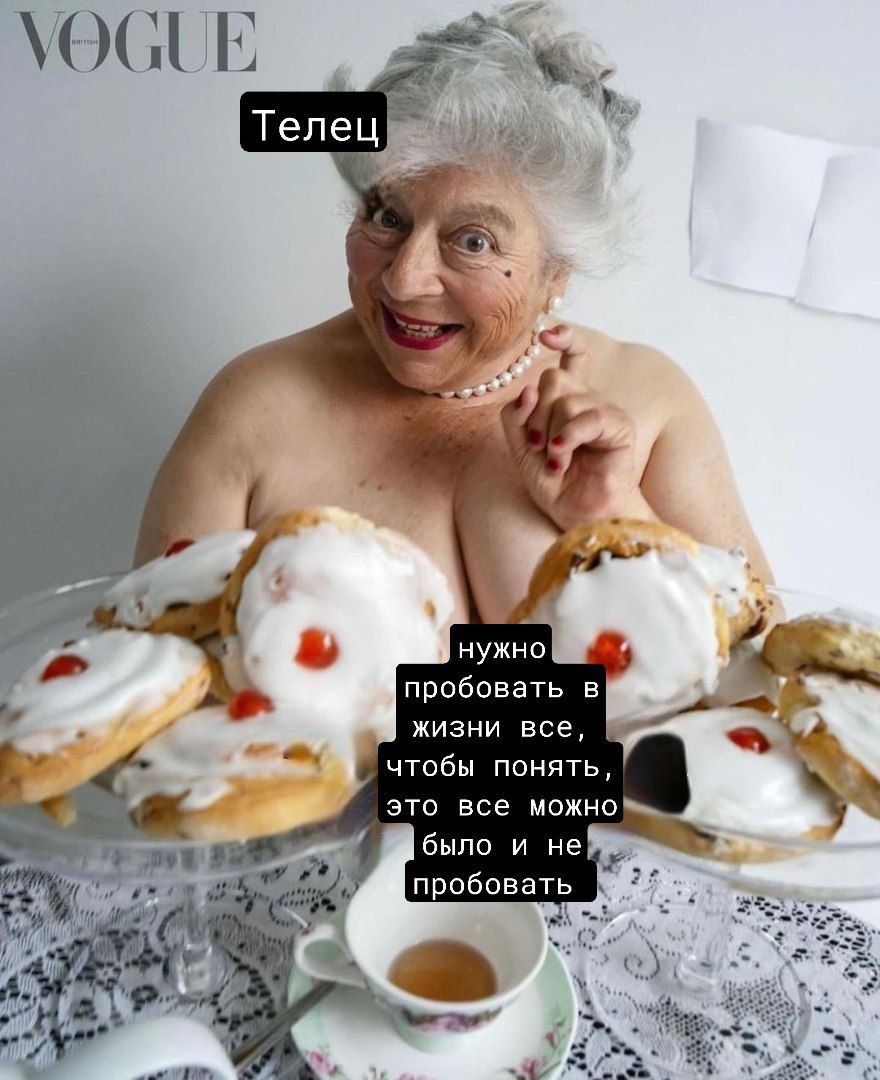 VOGUE
BRITISH
Телец
нужно
пробовать в
жизни все,
чтобы понять,
это все можно
было и не
пробовать